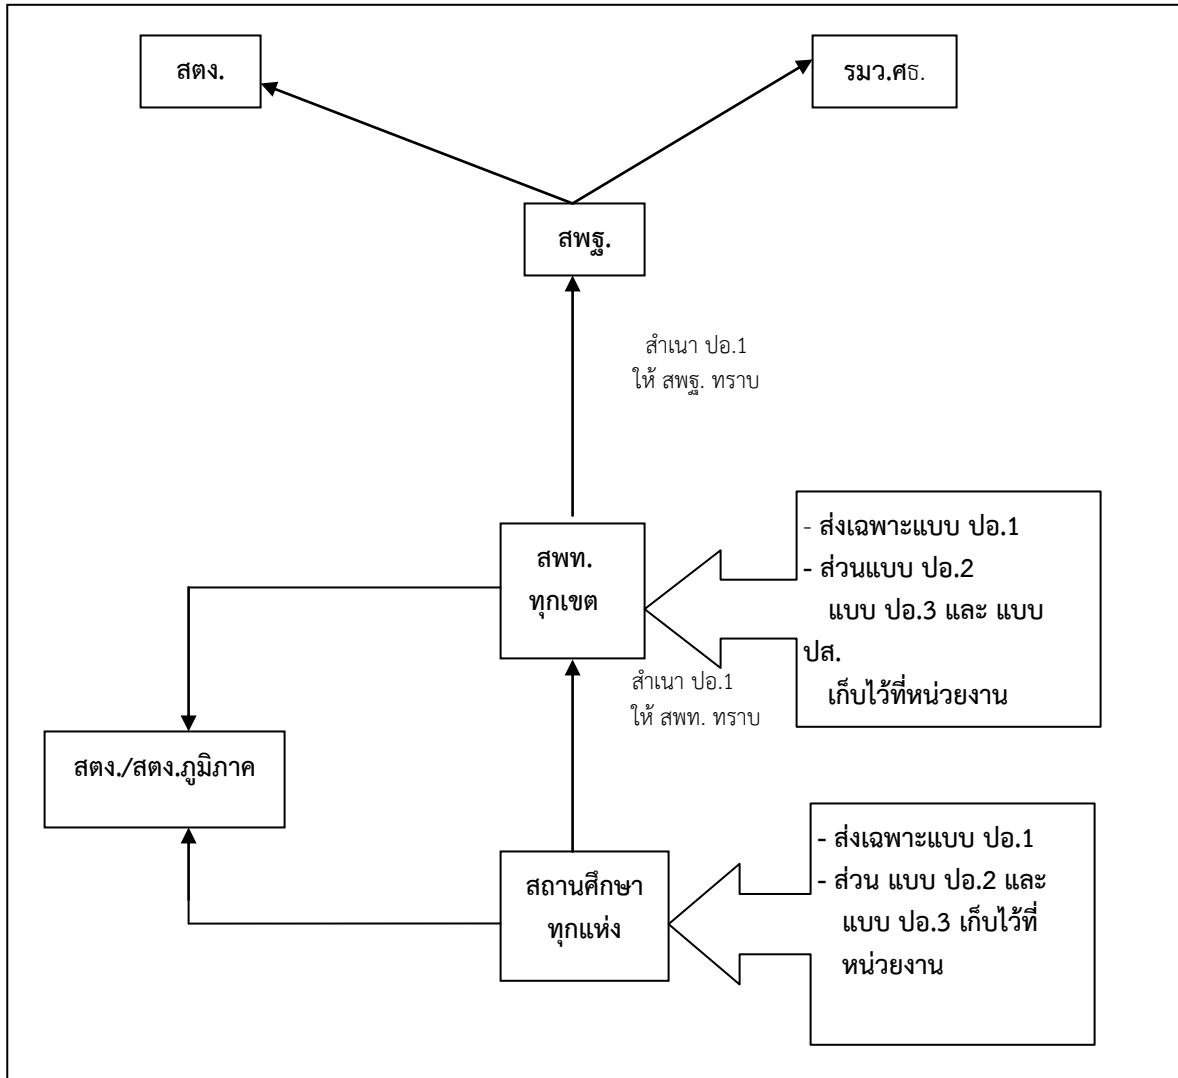 สตง.
รมว.ศธ.
สพฐ.
สำเนา ปอ.1
ให้ สพฐ. ทราบ
สพท.
ทุกเขต
- ส่งเฉพาะแบบ ปอ.1
- ส่วนแบบ ปอ.2
แบบ ปอ.3 และ แบบ
ปส.
เก็บไว้ที่หน่วยงาน
สำเนา ปอ.1
ให้ สพท. ทราบ
สตง./สตง.ภูมิภาค
สถานศึกษา
ทุกแห่ง
- ส่งเฉพาะแบบ ปอ.1
- ส่วน แบบ ปอ.2 และ
แบบ ปอ.3 เก็บไว้ที่
หน่วยงาน